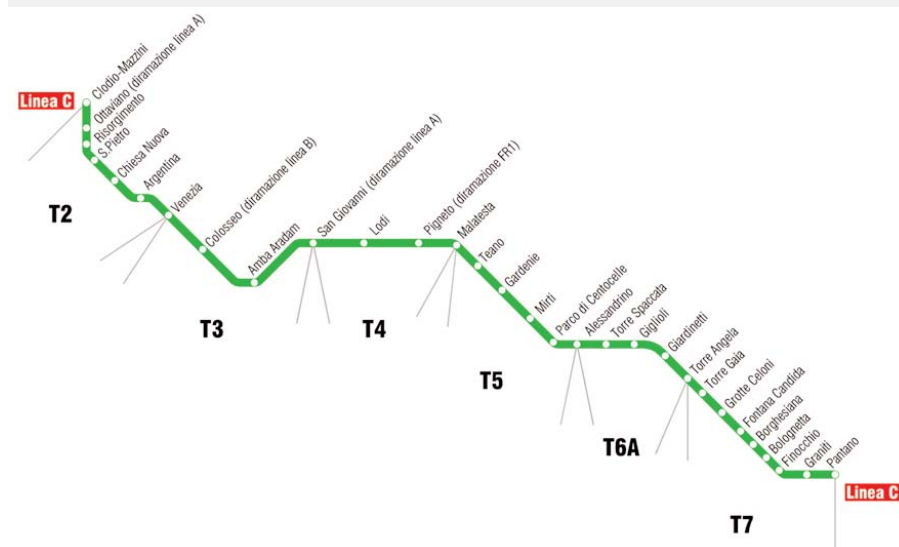 Linea C
Clodio-Mazzini
Ottaviano (diramazione linea A)
Risorgimento
S.Pietro
Chiesa Nuova
Argentina
Venezia
Colosseo (diramazione linea B)
Amba Aradam
San Giovanni (diramazione linea A)
Lodi
Pigneto (diramazione FR1)
Malatesta
Teano
Gardenie
Mirti
Parco di Centocelle
Alessandrino
Torre Spaccata
Giglioli
Giardinetti
Torre Angela
Torre Gaia
Grotte Celoni
Fontana Candida
Borghesiana
Bolognetta
Finocchio
Graniti
Pantano
Linea C
T2
T3
T4
T5
T6A
T7